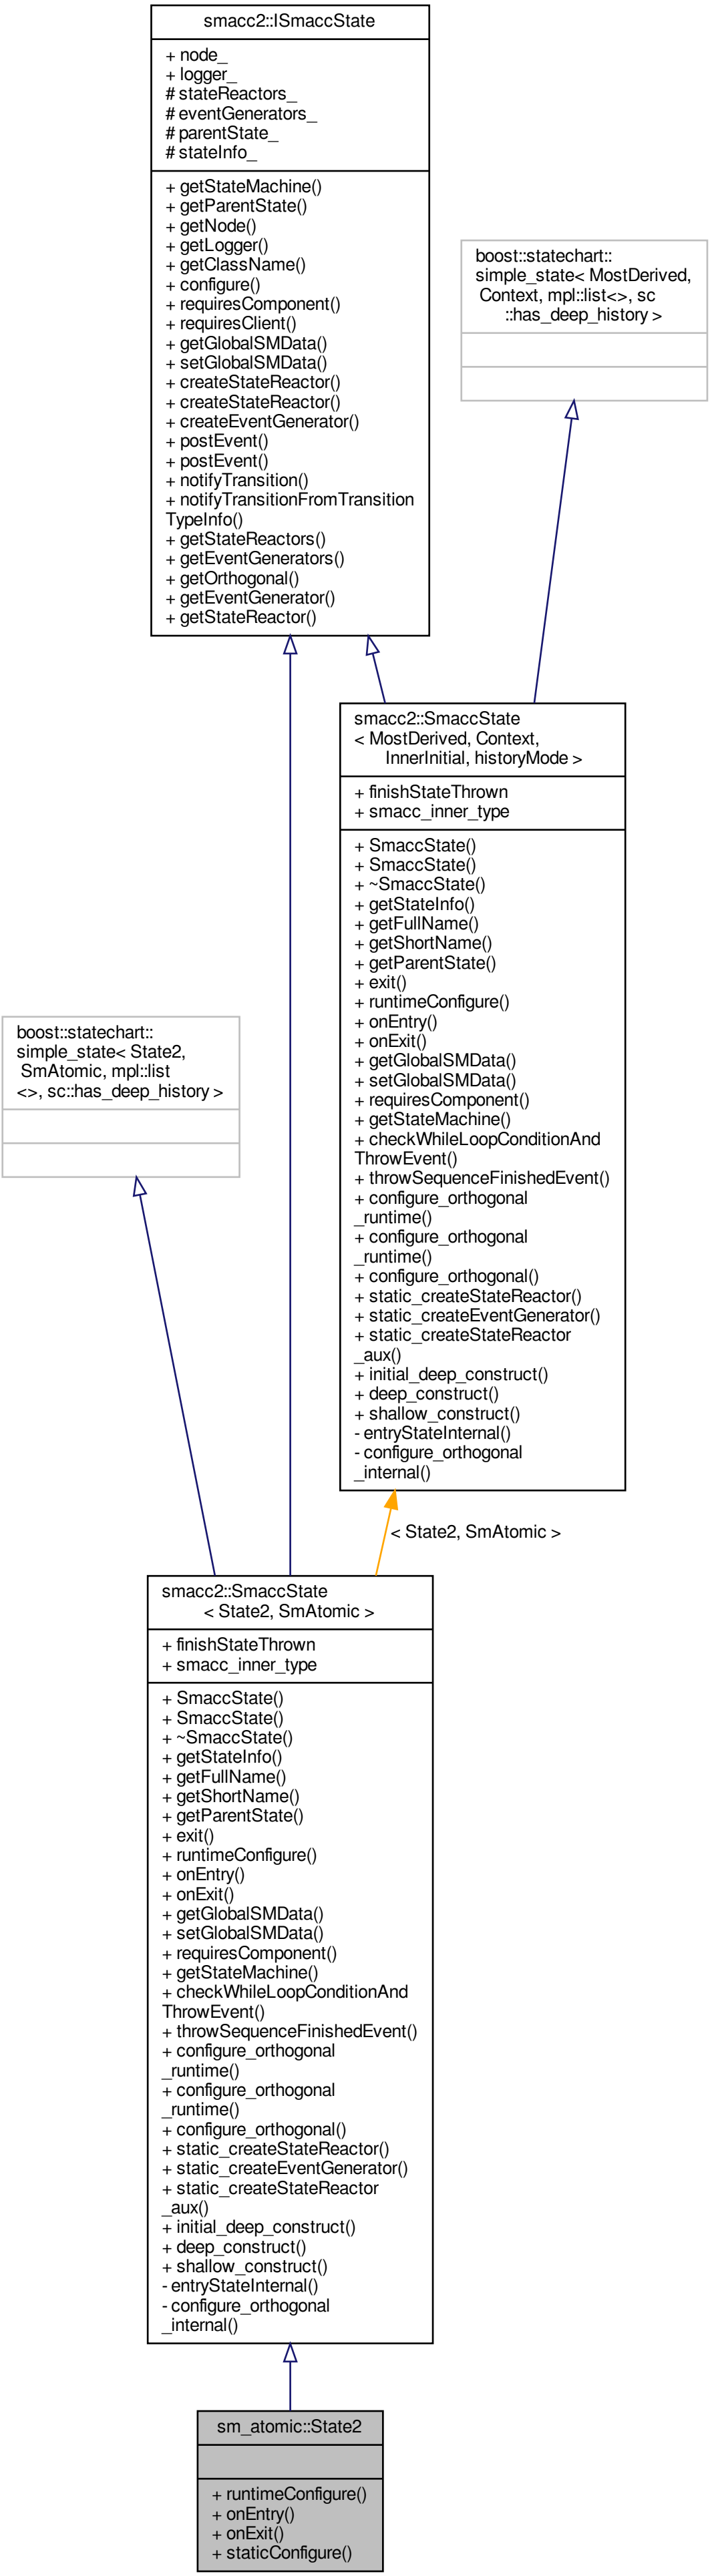 smacc2::ISmaccState
+ node_
+ logger_
# stateReactors_
# eventGenerators_
# parentState_
# stateInfo_
+ getStateMachine()
+ getParentState()
+ getNode()
+ getLogger()
+ getClassName()
+ configure()
+ requiresComponent()
+ requiresClient()
+ getGlobalSMData()
+ setGlobalSMData()
+ createStateReactor()
+ createStateReactor()
+ createEventGenerator()
+ postEvent()
+ postEvent()
+ notifyTransition()
+ notifyTransitionFromTransition
TypeInfo()
+ getStateReactors()
+ getEventGenerators()
+ getOrthogonal()
+ getEventGenerator()
+ getStateReactor()
boost::statechart::
simple_state< MostDerived,
Context, mpl::list<>, sc
::has_deep_history >
smacc2::SmaccState
< MostDerived, Context,
InnerInitial, historyMode >
+ finishStateThrown
+ smacc_inner_type
+ SmaccState()
+ SmaccState()
+ ~SmaccState()
+ getStateInfo()
+ getFullName()
+ getShortName()
+ getParentState()
+ exit()
+ runtimeConfigure()
+ onEntry()
+ onExit()
+ getGlobalSMData()
+ setGlobalSMData()
+ requiresComponent()
+ getStateMachine()
+ checkWhileLoopConditionAnd
ThrowEvent()
+ throwSequenceFinishedEvent()
+ configure_orthogonal
_runtime()
+ configure_orthogonal
_runtime()
+ configure_orthogonal()
+ static_createStateReactor()
+ static_createEventGenerator()
+ static_createStateReactor
_aux()
+ initial_deep_construct()
+ deep_construct()
+ shallow_construct()
- entryStateInternal()
- configure_orthogonal
_internal()
boost::statechart::
simple_state< State2,
SmAtomic, mpl::list
<>, sc::has_deep_history >
< State2, SmAtomic >
smacc2::SmaccState
< State2, SmAtomic >
+ finishStateThrown
+ smacc_inner_type
+ SmaccState()
+ SmaccState()
+ ~SmaccState()
+ getStateInfo()
+ getFullName()
+ getShortName()
+ getParentState()
+ exit()
+ runtimeConfigure()
+ onEntry()
+ onExit()
+ getGlobalSMData()
+ setGlobalSMData()
+ requiresComponent()
+ getStateMachine()
+ checkWhileLoopConditionAnd
ThrowEvent()
+ throwSequenceFinishedEvent()
+ configure_orthogonal
_runtime()
+ configure_orthogonal
_runtime()
+ configure_orthogonal()
+ static_createStateReactor()
+ static_createEventGenerator()
+ static_createStateReactor
_aux()
+ initial_deep_construct()
+ deep_construct()
+ shallow_construct()
- entryStateInternal()
- configure_orthogonal
_internal()
sm_atomic::State2
+ runtimeConfigure()
+ onEntry()
+ onExit()
+ staticConfigure()